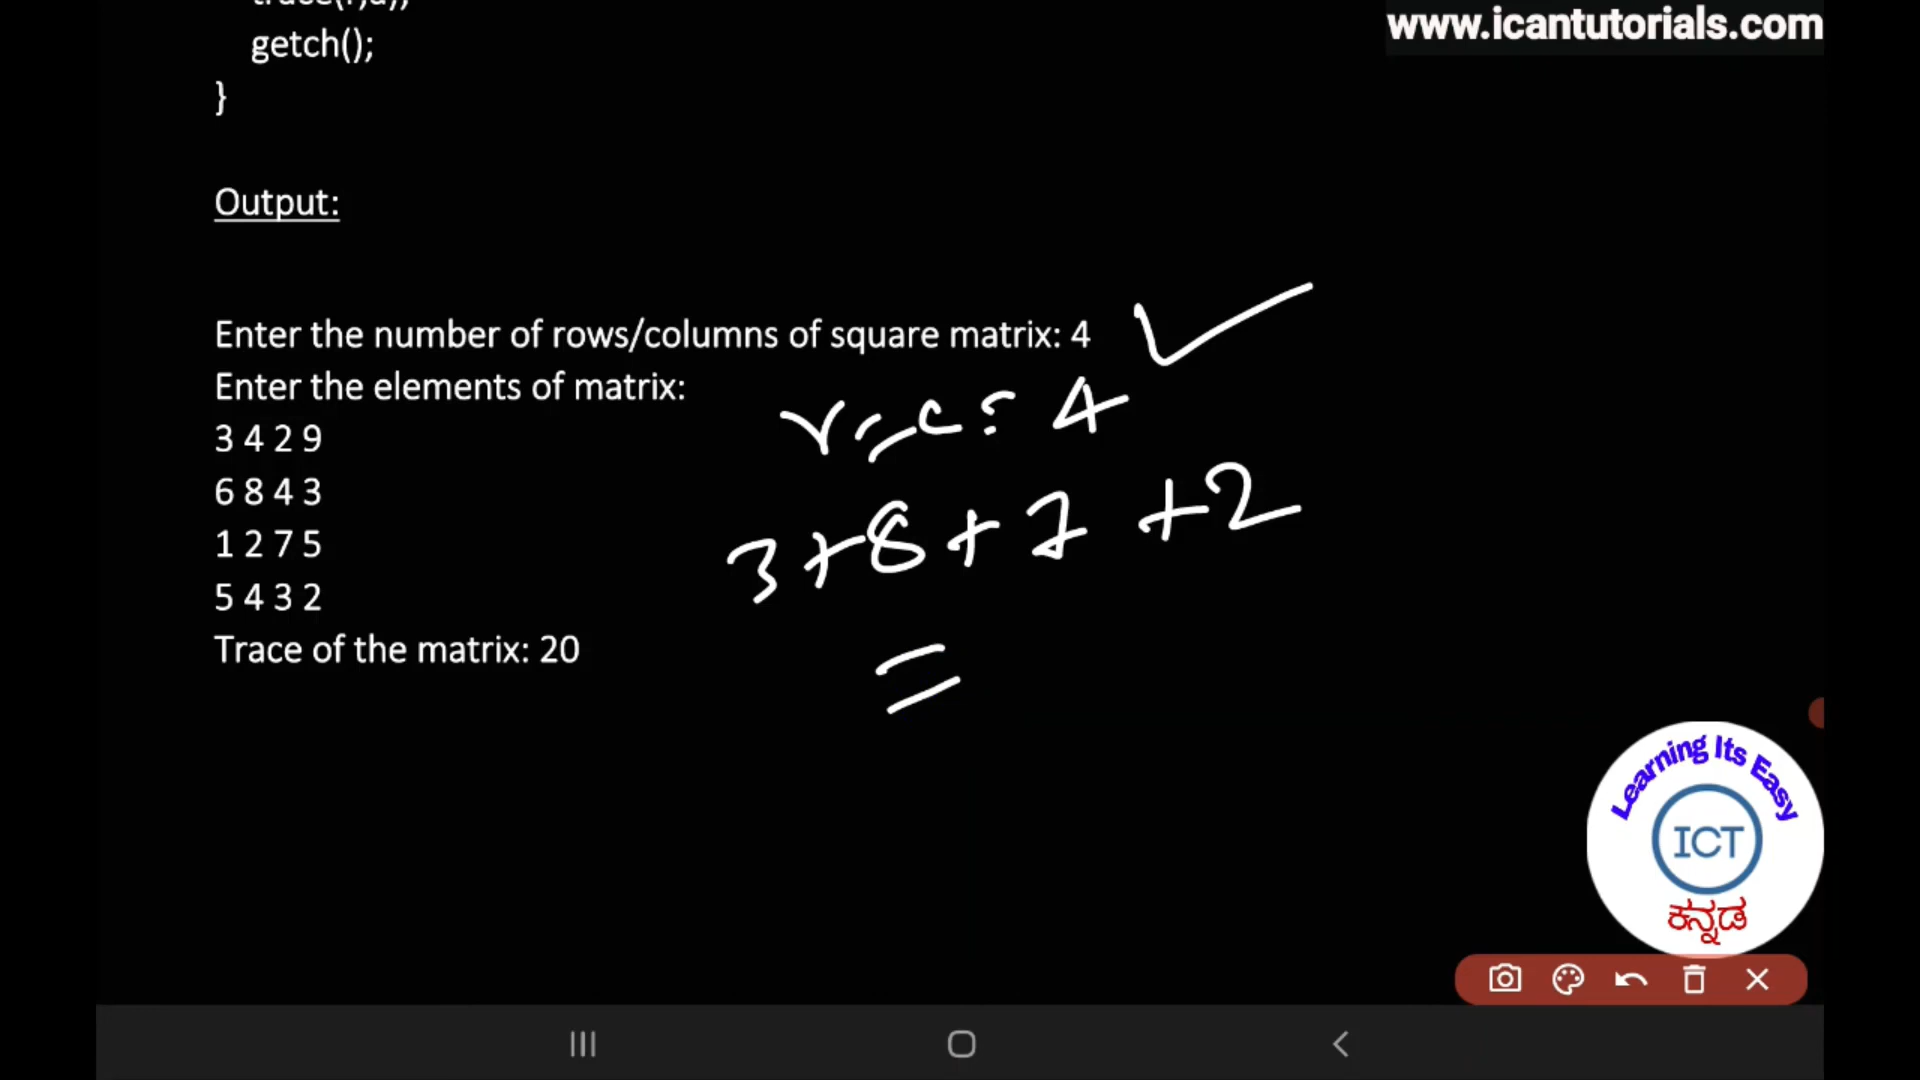 www.icantutorials.com
getch();
}
Output:
Enter the number of rows/columns of square matrix: 4
Enter the elements of matrix:
r=c: 4
3 4 2 9
6 8 4 3
3+8+7+2
1 2 7 5
5 4 3 2
Trace of the matrix: 20
=
Learning Its Easy
ICT
ಕನ್ನಡ